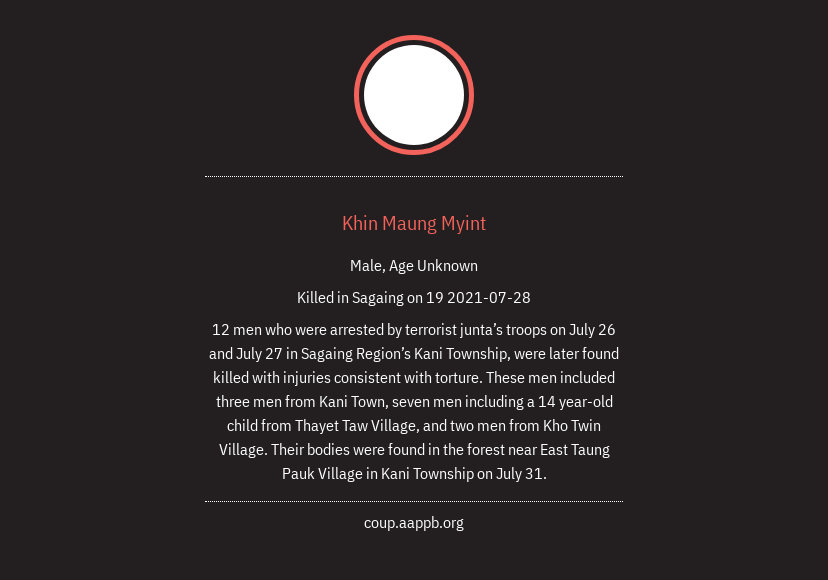 Khin Maung Myint
Male, Age Unknown
Killed in Sagaing on 19 2021-07-28
12 men who were arrested by terrorist junta’s troops on July 26
and July 27 in Sagaing Region’s Kani Township, were later found
killed with injuries consistent with torture. These men included
three men from Kani Town, seven men including a 14 year-old
child from Thayet Taw Village, and two men from Kho Twin
Village. Their bodies were found in the forest near East Taung
Pauk Village in Kani Township on July 31.
coup.aappb.org